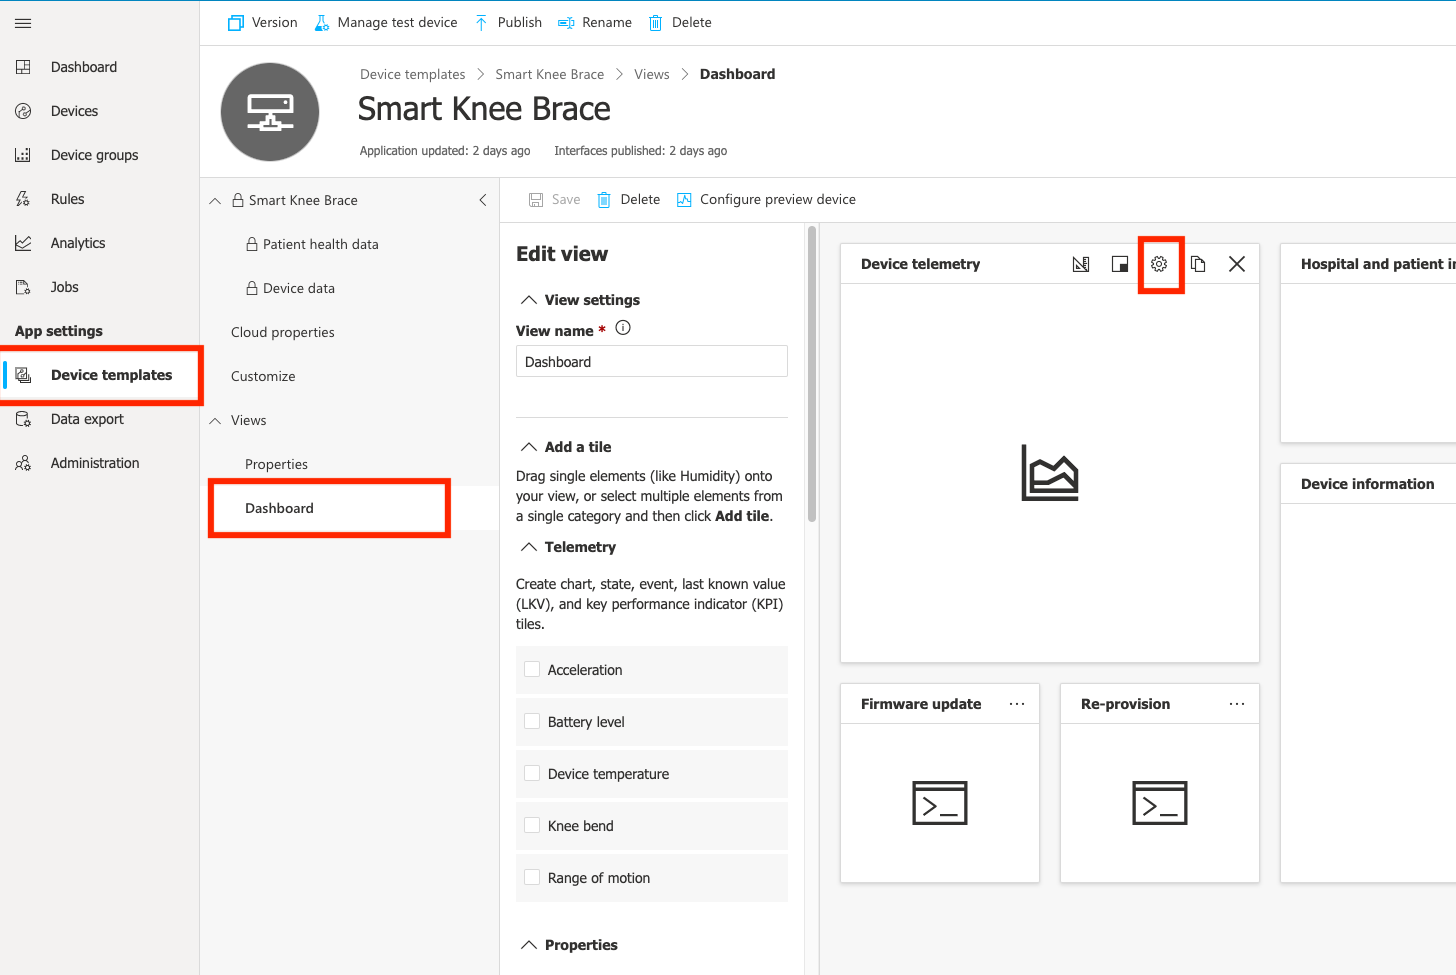 Version
Manage test device
Publish
Rename
Delete
Dashboard
Devices
Device groups
Rules
Analytics
Jobs
App settings
Device templates
Data export
Administration
Device templates > Smart Knee Brace > Views > Dashboard
Smart Knee Brace
Application updated: 2 days ago
Interfaces published: 2 days ago
Smart Knee Brace
Patient health data
Device data
Cloud properties
Customize
Views
Properties
Dashboard
Save
Delete
Configure preview device
Edit view
View settings
View name *
Dashboard
Add a tile
Drag single elements (like Humidity) onto
your view, or select multiple elements from
a single category and then click Add tile.
Telemetry
Create chart, state, event, last known value
(LKV), and key performance indicator (KPI)
tiles.
Acceleration
Battery level
Device temperature
Knee bend
Range of motion
Properties
Device telemetry
Firmware update
Re-provision
Hospital and patient
Device information